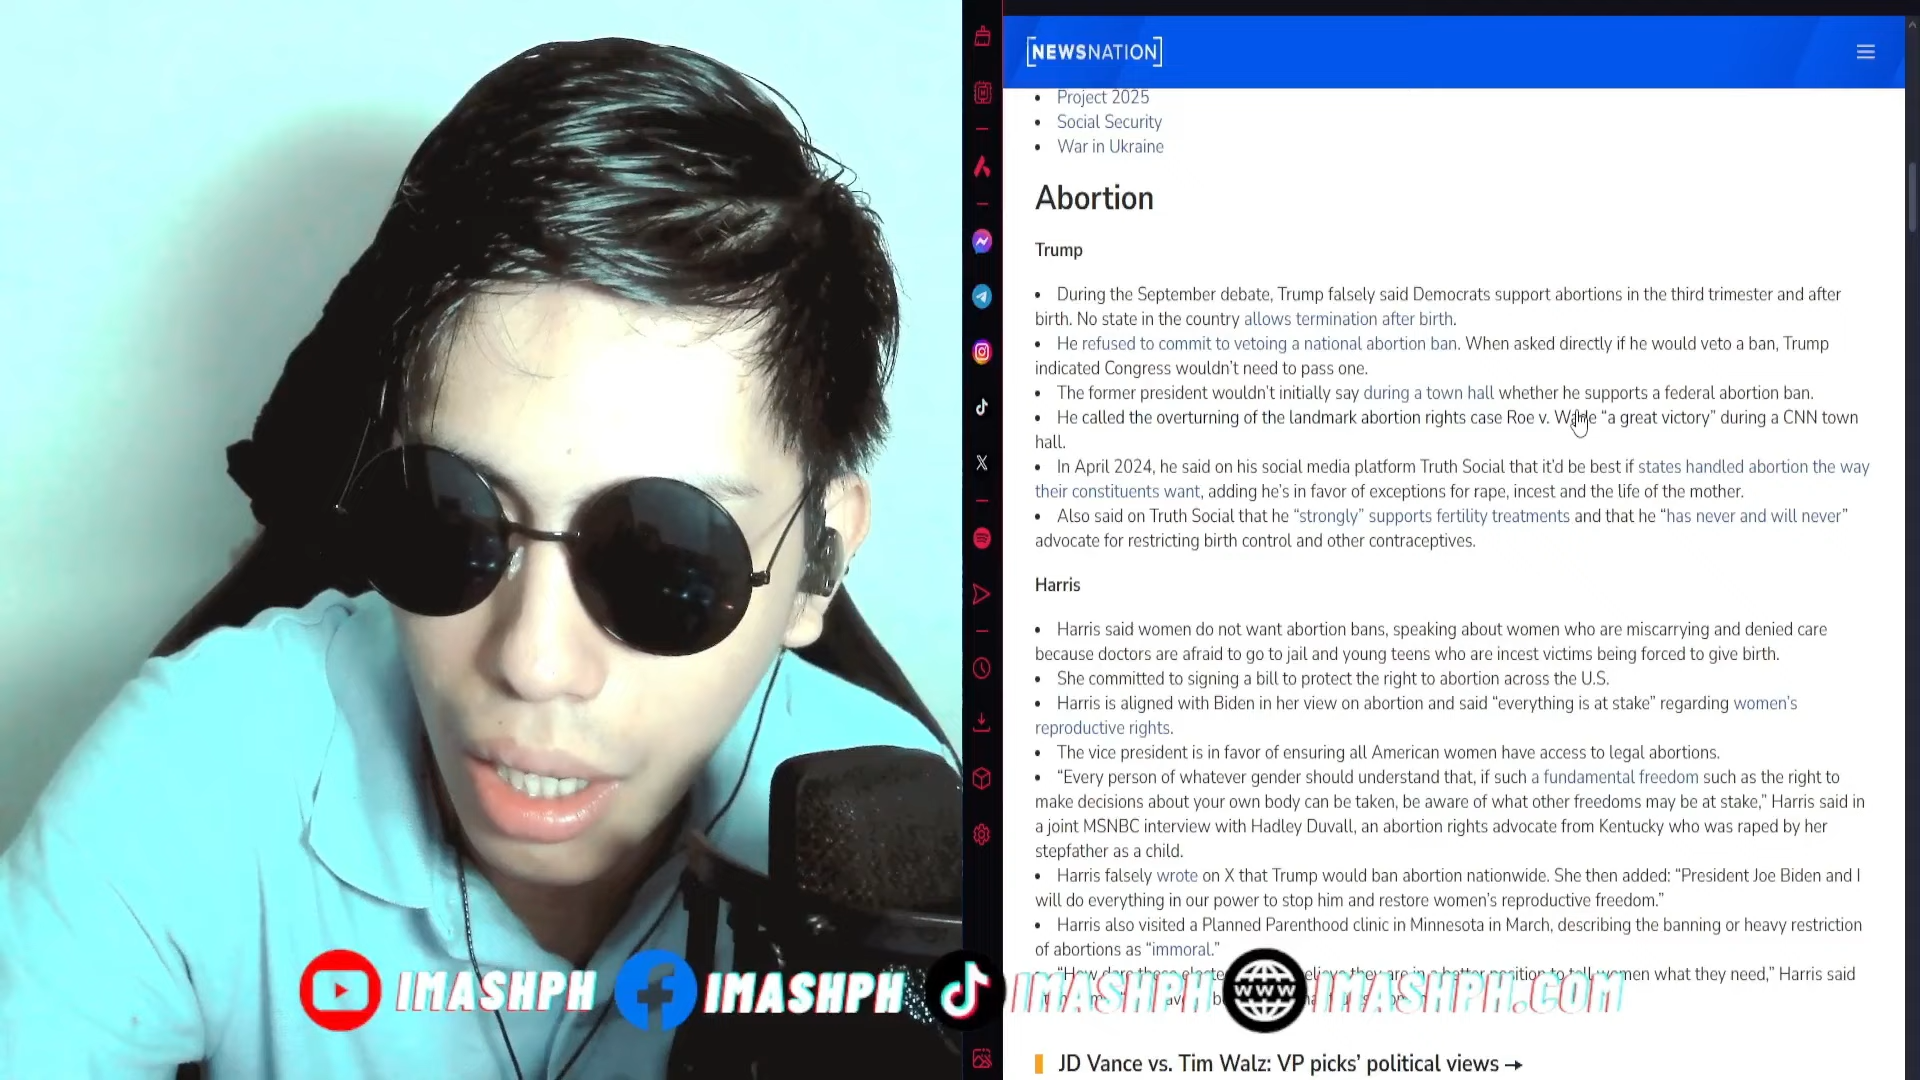 [NEWSNATION]
Project 2025
Social Security
War in Ukraine
Abortion
Trump
During the September debate, Trump falsely said Democrats support abortions in the third trimester and after
birth. No state in the country allows termination after birth.
He refused to commit to vetoing a national abortion ban. When asked directly if he would veto a ban, Trump
indicated Congress wouldn't need to pass one.
The former president wouldn't initially say during a town hall whether he supports a federal abortion ban.
He called the overturning of the landmark abortion rights case Roe v. Wade “a great victory” during a CNN town
hall.
In April 2024, he said on his social media platform Truth Social that it'd be best if states handled abortion the way
their constituents want, adding he's in favor of exceptions for rape, incest and the life of the mother.
Also said on Truth Social that he “strongly” supports fertility treatments and that he “has never and will never”
advocate for restricting birth control and other contraceptives.
Harris
Harris said women do not want abortion bans, speaking about women who are miscarrying and denied care
because doctors are afraid to go to jail and young teens who are incest victims being forced to give birth.
She committed to signing a bill to protect the right to abortion across the U.S.
Harris is aligned with Biden in her view on abortion and said “everything is at stake” regarding women's
reproductive rights.
The vice president is in favor of ensuring all American women have access to legal abortions.
“Every person of whatever gender should understand that, if such a fundamental freedom such as the right to
make decisions about your own body can be taken, be aware of what other freedoms may be at stake,” Harris said in
a joint MSNBC interview with Hadley Duvall, an abortion rights advocate from Kentucky who was raped by her
stepfather as a child.
Harris falsely wrote on X that Trump would ban abortion nationwide. She then added: “President Joe Biden and I
will do everything in our power to stop him and restore women's reproductive freedom.”
Harris also visited a Planned Parenthood clinic in Minnesota in March, describing the banning or heavy restriction
of abortions as “immoral.”
“How dare these believe they are in a better position to tell women what they need,” Harris said
IMASHPH IMASHPH IMASHPH WWW IMASHPH.COM
JD Vance vs. Tim Walz: VP picks' political views →